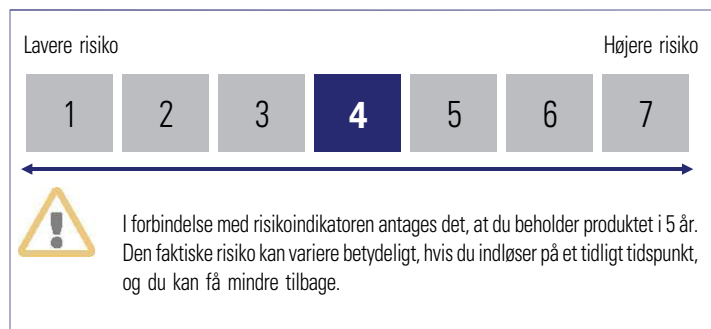 Lavere risiko Højere risiko
1 2 3 4 5 6 7
I forbindelse med risikoindikatoren antages det, at du beholder produktet i 5 år.
Den faktiske risiko kan variere betydeligt, hvis du indløser på et tidligt tidspunkt,
og du kan få mindre tilbage.